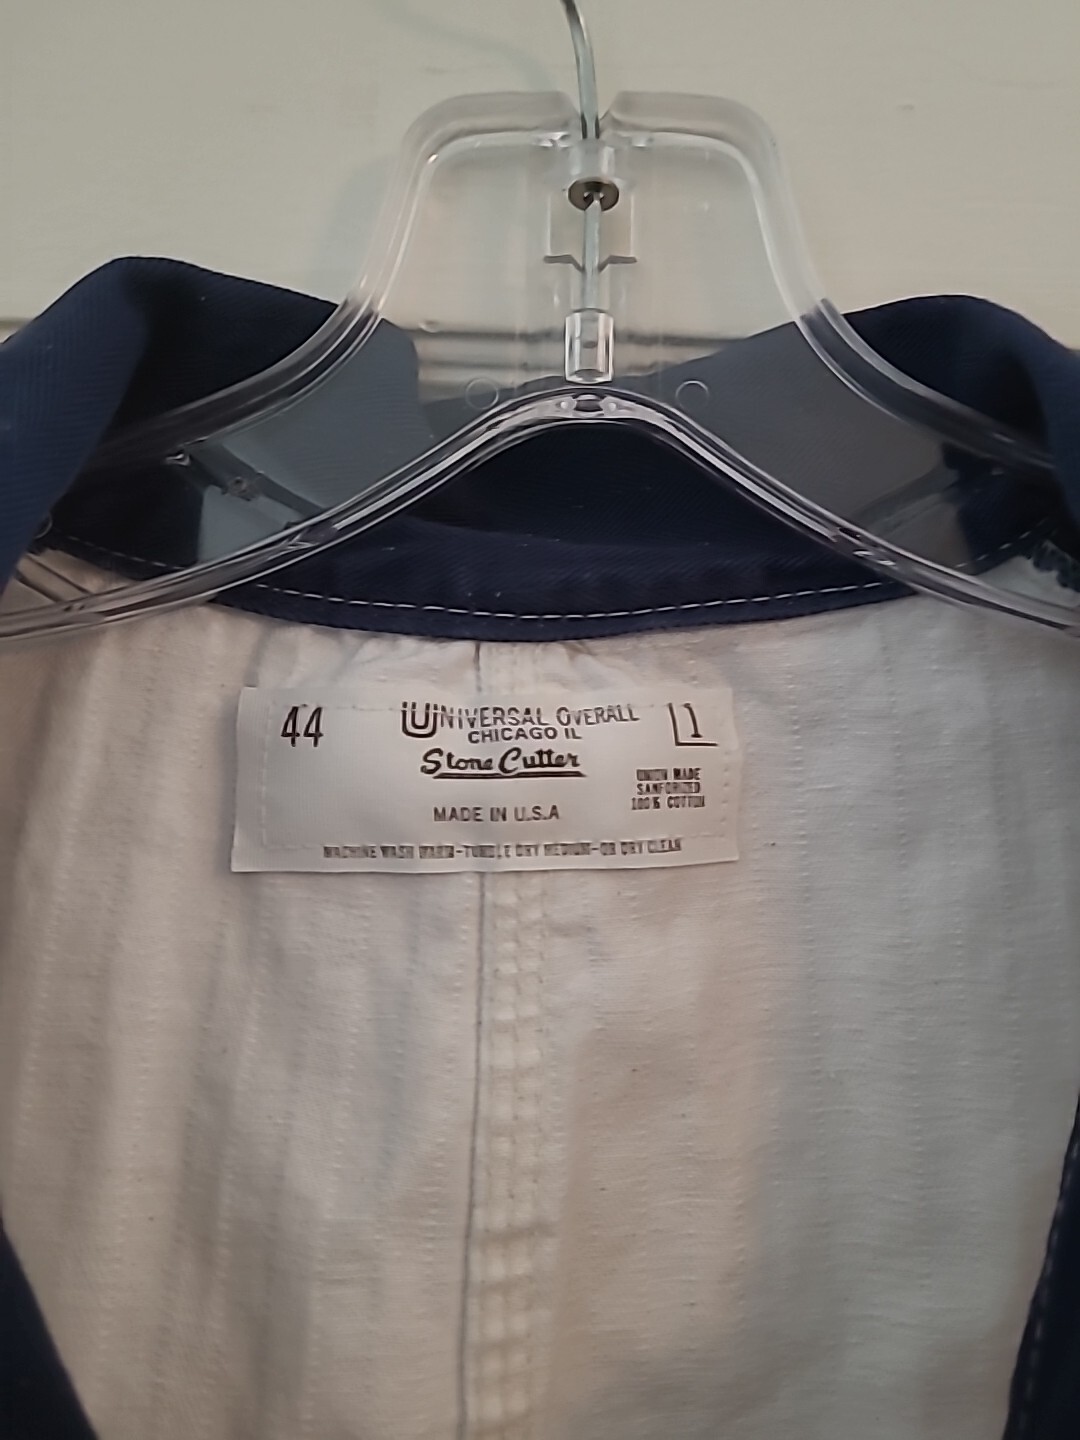 44
UNIVERSAL OVERALL
L1
CHICAGO IL
Stone Cutter
UNION MADE
SANFORIZED
100% COTTON
MADE IN U.S.A
MACHINE WASH WARM-TUMBLE DRY MEDIUM-OR DRY CLEAN